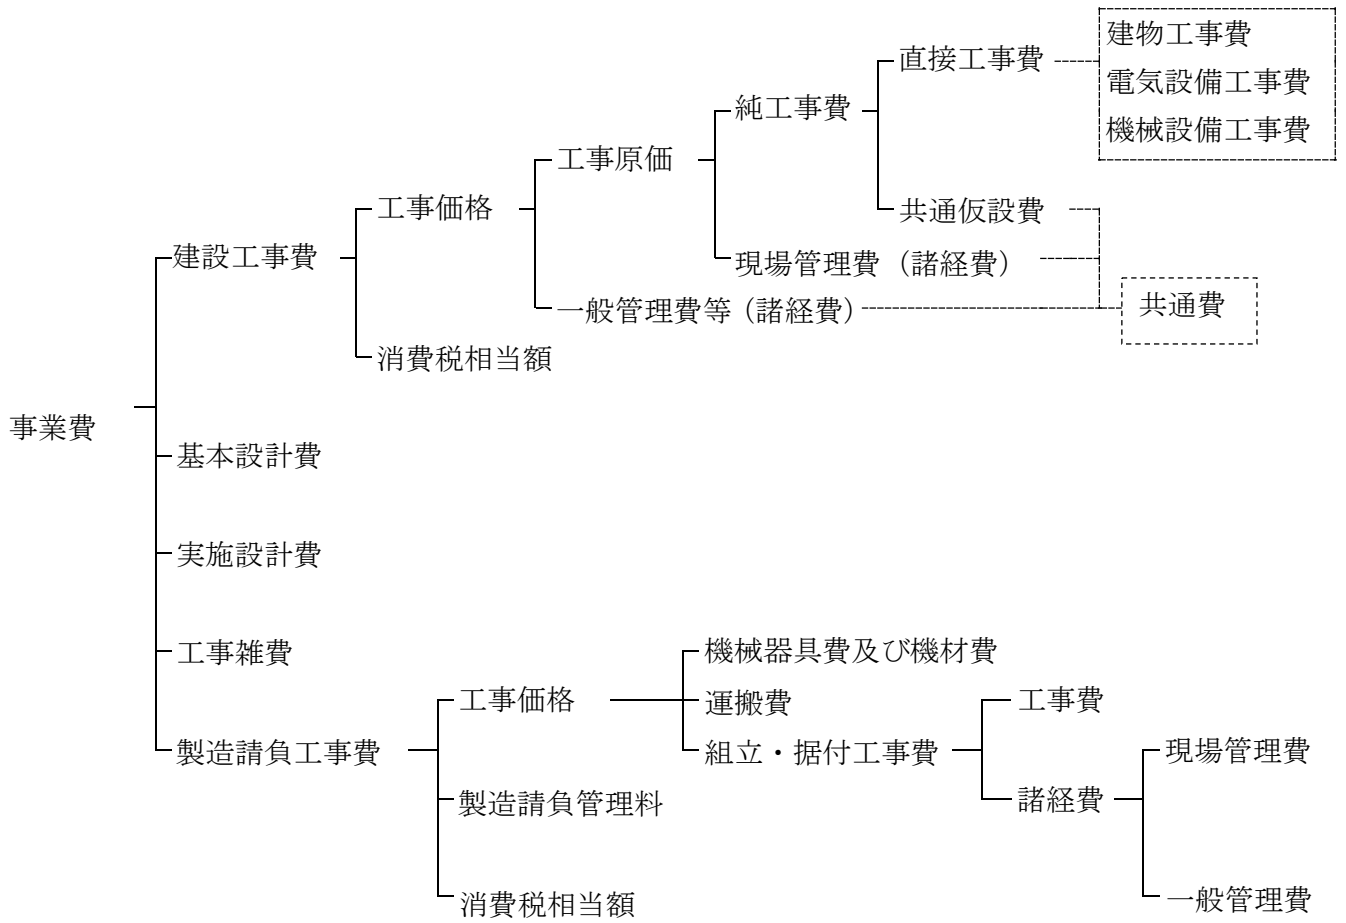 建物工事費
直接工事費
電気設備工事費
純工事費
機械設備工事費
工事原価
工事価格
共通仮設費
建設工事費
現場管理費（諸経費）
一般管理費等（諸経費）
共通費
消費税相当額
事業費
基本設計費
実施設計費
工事雑費
機械器具費及び機材費
工事価格
運搬費
工事費
製造請負工事費
組立・据付工事費
現場管理費
製造請負管理料
諸経費
消費税相当額
一般管理費